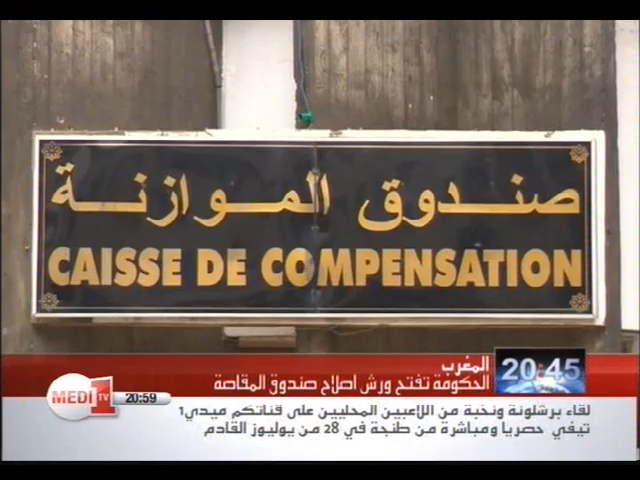 صندوق الموازنة
CAISSE DE COMPENSATION
المغرب
الحكومة تفتح ورش اصلاح صندوق المقاصة
20:45
MEDI 1 TV
20:59
لقاء برشلونة ونخبة من اللاعبين المحليين على قناتكم ميدي1
تيفي حصريا ومباشرة من طنجة في 28 من يوليوز القادم